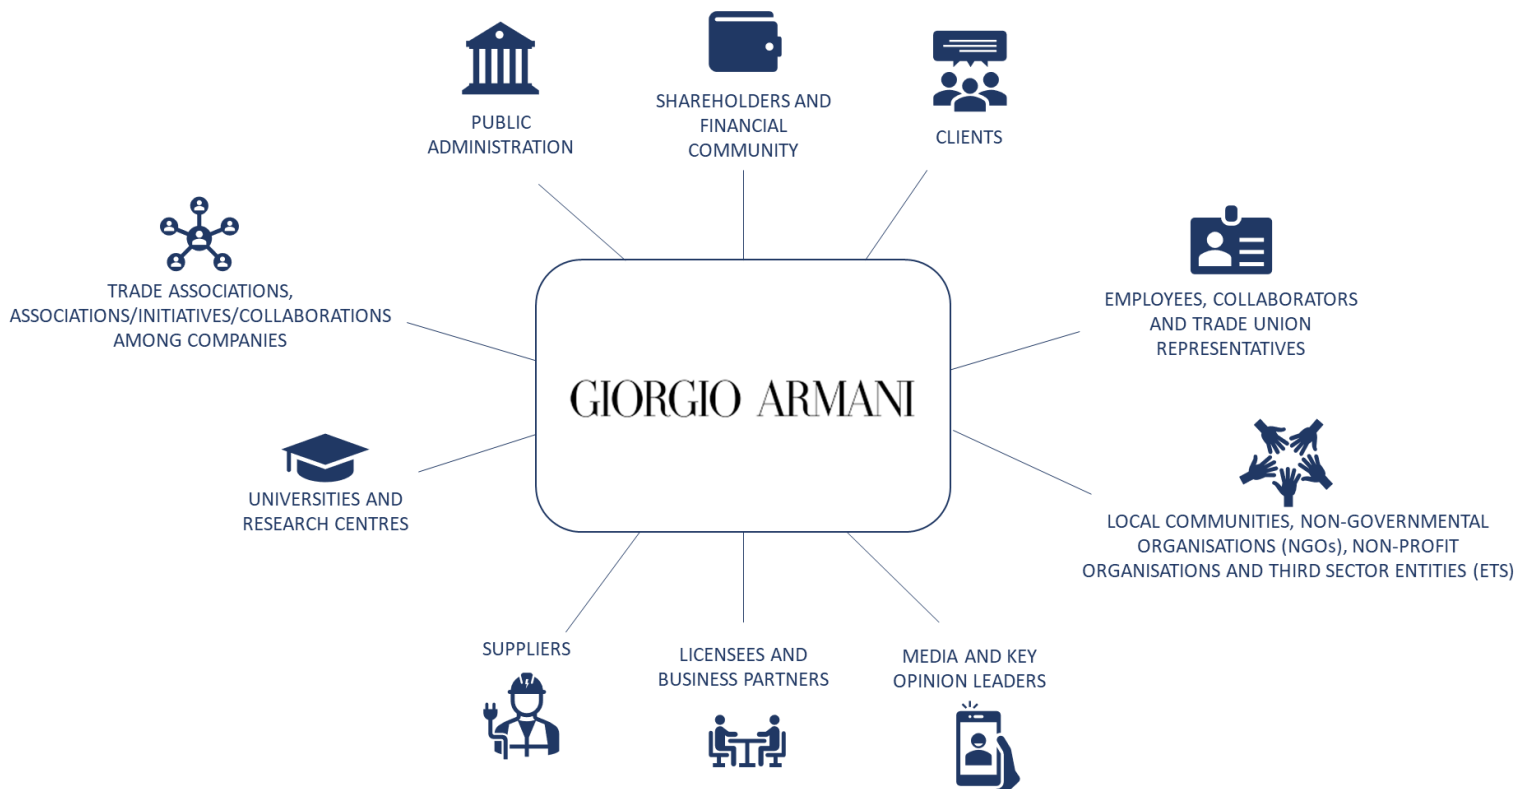 PUBLIC
ADMINISTRATION
SHAREHOLDERS AND
FINANCIAL
COMMUNITY
CLIENTS
TRADE ASSOCIATIONS,
ASSOCIATIONS/INITIATIVES/COLLABORATIONS
AMONG COMPANIES
EMPLOYEES, COLLABORATORS
AND TRADE UNION
REPRESENTATIVES
GIORGIO ARMANI
UNIVERSITIES AND
RESEARCH CENTRES
LOCAL COMMUNITIES, NON-GOVERNMENTAL
ORGANISATIONS (NGOs), NON-PROFIT
ORGANISATIONS AND THIRD SECTOR ENTITIES (ETS)
SUPPLIERS
LICENSEES AND
BUSINESS PARTNERS
MEDIA AND KEY
OPINION LEADERS